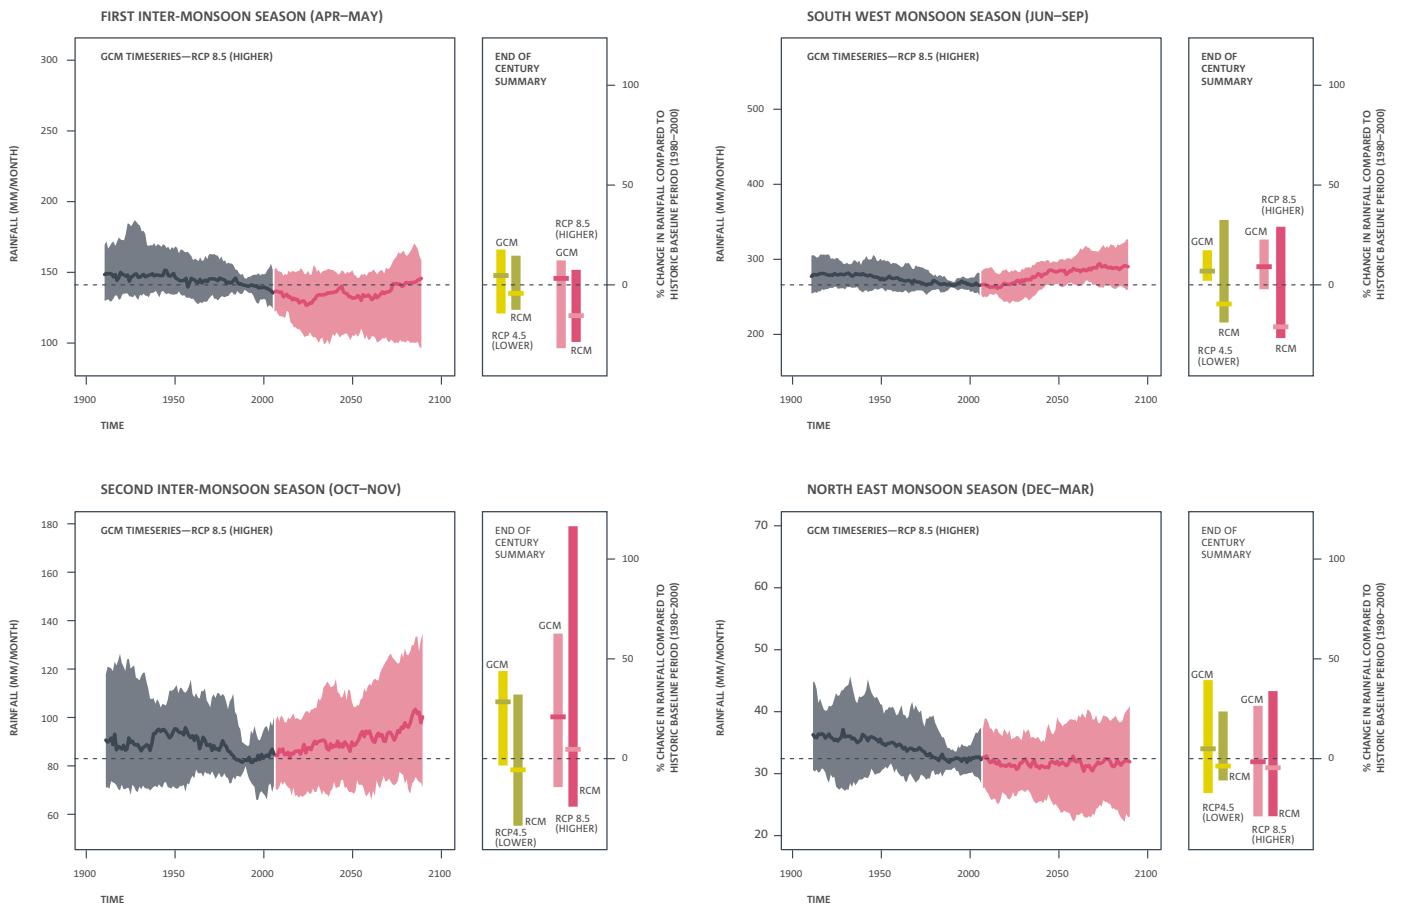 FIRST INTER-MONSOON SEASON (APR–MAY)
GCM TIMESERIES—RCP 8.5 (HIGHER)
RAINFALL (MM/MONTH)
300
250
200
150
100
1900
1950
2000
2050
2100
TIME
END OF
CENTURY
SUMMARY
GCM
RCM
RCP 4.5
(LOWER)
RCP 8.5
(HIGHER)
GCM
RCM
100
50
0
% CHANGE IN RAINFALL COMPARED TO
HISTORIC BASELINE PERIOD (1980–2000)
SOUTH WEST MONSOON SEASON (JUN–SEP)
GCM TIMESERIES—RCP 8.5 (HIGHER)
RAINFALL (MM/MONTH)
500
400
300
200
1900
1950
2000
2050
2100
TIME
END OF
CENTURY
SUMMARY
GCM
RCM
RCP 4.5
(LOWER)
RCP 8.5
(HIGHER)
GCM
RCM
100
50
0
% CHANGE IN RAINFALL COMPARED TO
HISTORIC BASELINE PERIOD (1980–2000)
SECOND INTER-MONSOON SEASON (OCT–NOV)
GCM TIMESERIES—RCP 8.5 (HIGHER)
RAINFALL (MM/MONTH)
180
160
140
120
100
80
60
1900
1950
2000
2050
2100
TIME
END OF
CENTURY
SUMMARY
GCM
RCM
RCP4.5
(LOWER)
GCM
RCM
RCP 8.5
(HIGHER)
100
50
0
% CHANGE IN RAINFALL COMPARED TO
HISTORIC BASELINE PERIOD (1980–2000)
NORTH EAST MONSOON SEASON (DEC–MAR)
GCM TIMESERIES—RCP 8.5 (HIGHER)
RAINFALL (MM/MONTH)
70
60
50
40
30
20
1900
1950
2000
2050
2100
TIME
END OF
CENTURY
SUMMARY
GCM
RCM
RCP4.5
(LOWER)
GCM
RCM
RCP 8.5
(HIGHER)
100
50
0
% CHANGE IN RAINFALL COMPARED TO
HISTORIC BASELINE PERIOD (1980–2000)